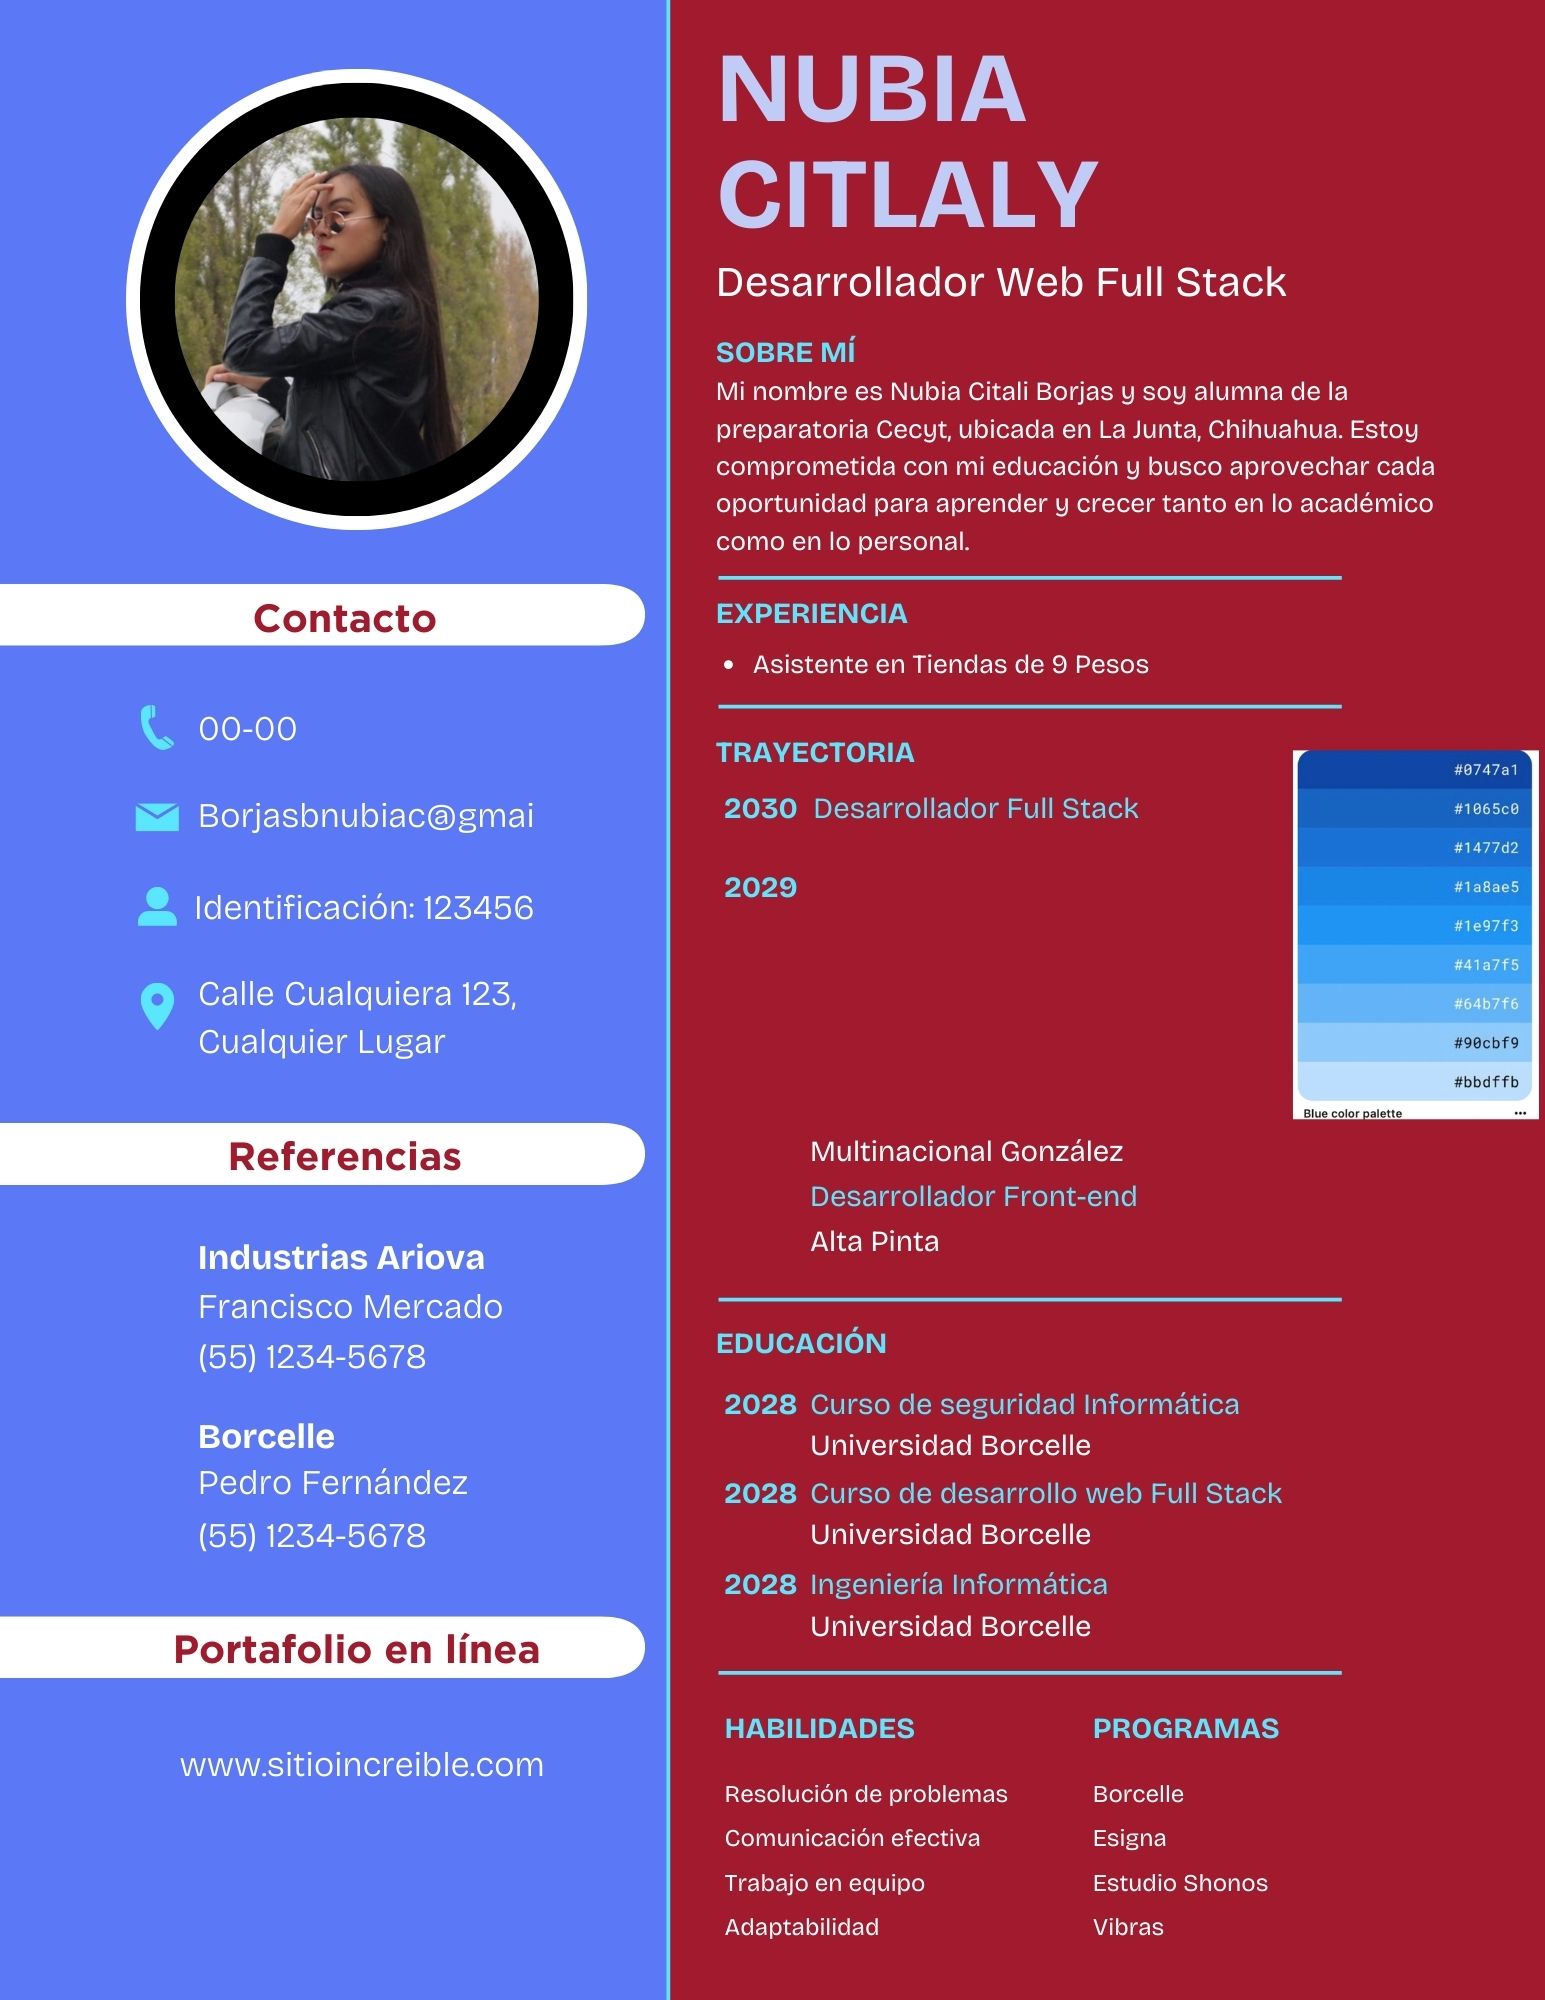 NUBIA
CITLALY
Desarrollador Web Full Stack
SOBRE MÍ
Mi nombre es Nubia Citali Borjas y soy alumna de la
preparatoria Cecyt, ubicada en La Junta, Chihuahua. Estoy
comprometida con mi educación y busco aprovechar cada
oportunidad para aprender y crecer tanto en lo académico
como en lo personal.
EXPERIENCIA
• Asistente en Tiendas de 9 Pesos
TRAYECTORIA
2030 Desarrollador Full Stack
2029
#0747a1
#1065c0
#1477d2
#1a8ae5
#1e97f3
#41a7f5
#64b7f6
#90cbf9
#bbdffb
Blue color palette
Multinacional González
Desarrollador Front-end
Alta Pinta
EDUCACIÓN
2028 Curso de seguridad Informática
Universidad Borcelle
2028 Curso de desarrollo web Full Stack
Universidad Borcelle
2028 Ingeniería Informática
Universidad Borcelle
HABILIDADES
Resolución de problemas
Comunicación efectiva
Trabajo en equipo
Adaptabilidad
PROGRAMAS
Borcelle
Esigna
Estudio Shonos
Vibras
Contacto
00-00
Borjasbnubiac@gmai
Identificación: 123456
Calle Cualquiera 123,
Cualquier Lugar
Referencias
Industrias Ariova
Francisco Mercado
(55) 1234-5678
Borcelle
Pedro Fernández
(55) 1234-5678
Portafolio en línea
www.sitioincreible.com